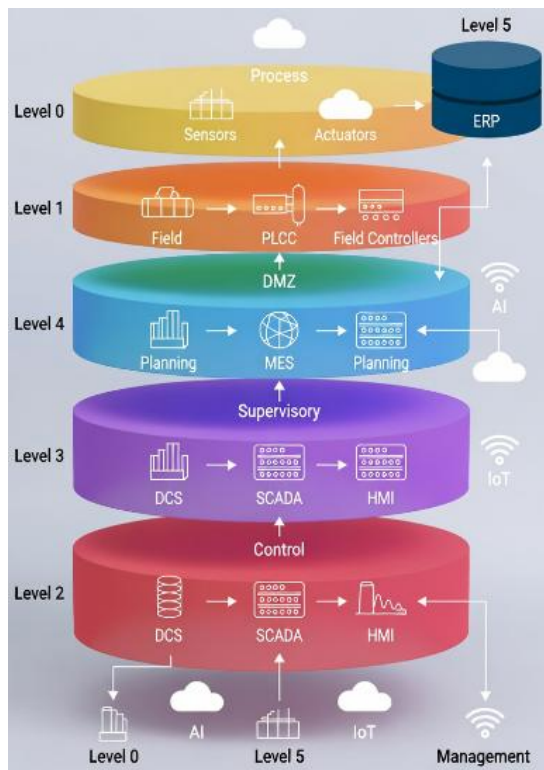 Level 5
Process
Level 0
Sensors
Actuators
ERP
Level 1
Field
PLCC
Field Controllers
DMZ
AI
Level 4
Planning
MES
Planning
Supervisory
Level 3
IoT
DCS
SCADA
HMI
Control
Level 2
DCS
SCADA
HMI
AI
IoT
Level 0
Level 5
Management